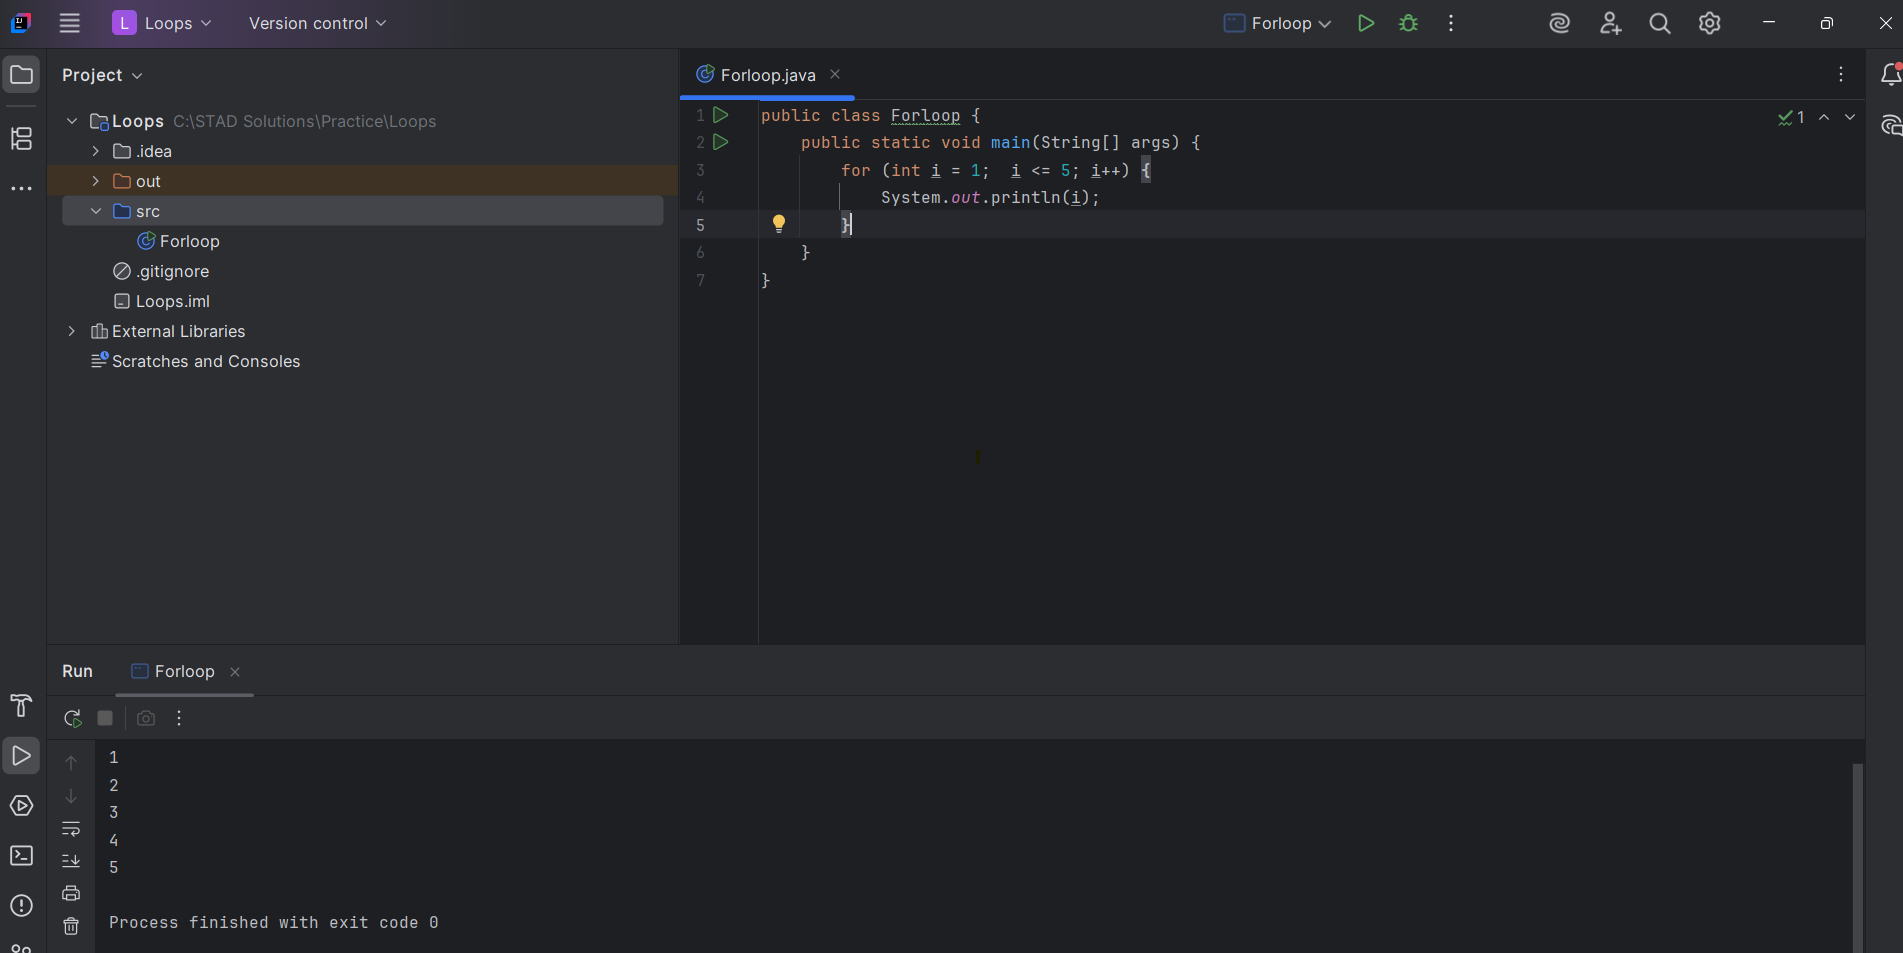 L Loops Version control Forloop
Project
Forloop.java
Loops C:\STAD Solutions\Practice\Loops
.idea
out
src
Forloop
.gitignore
Loops.iml
External Libraries
Scratches and Consoles
1 public class Forloop {
1
2 public static void main(String[] args) {
3 for (int i = 1;  i <= 5; i++) {
4 System.out.println(i);
5 }
6 }
7 }
Run Forloop
1
2
3
4
5
Process finished with exit code 0